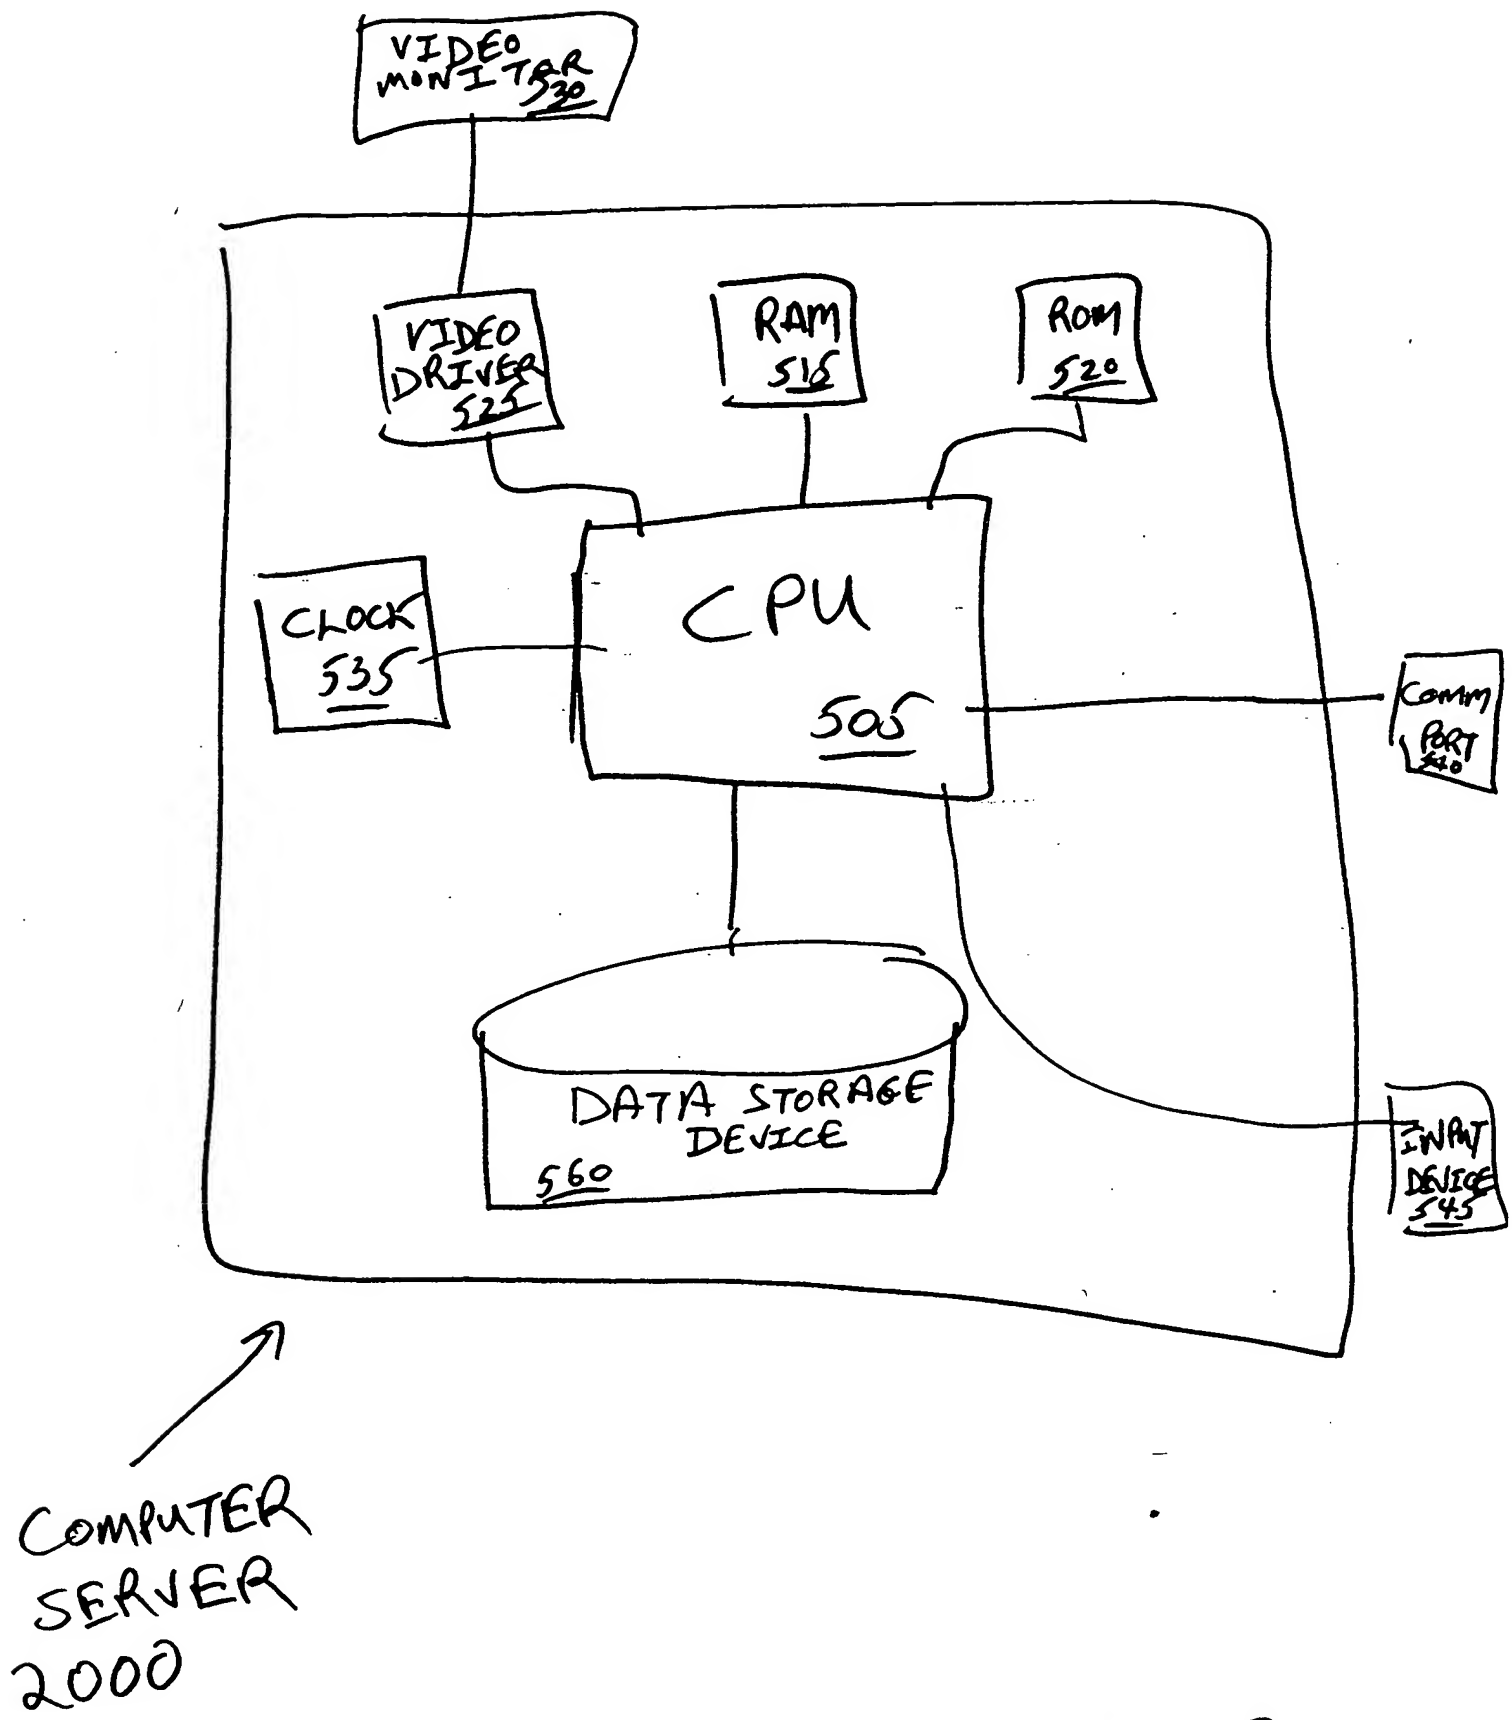 VIDEO
MONITOR
530
VIDEO
DRIVER
525
RAM
515
ROM
520
CLOCK
535
CPU
505
COMM
PORT
540
DATA STORAGE
DEVICE
560
INPUT
DEVICE
545
COMPUTER
SERVER
2000